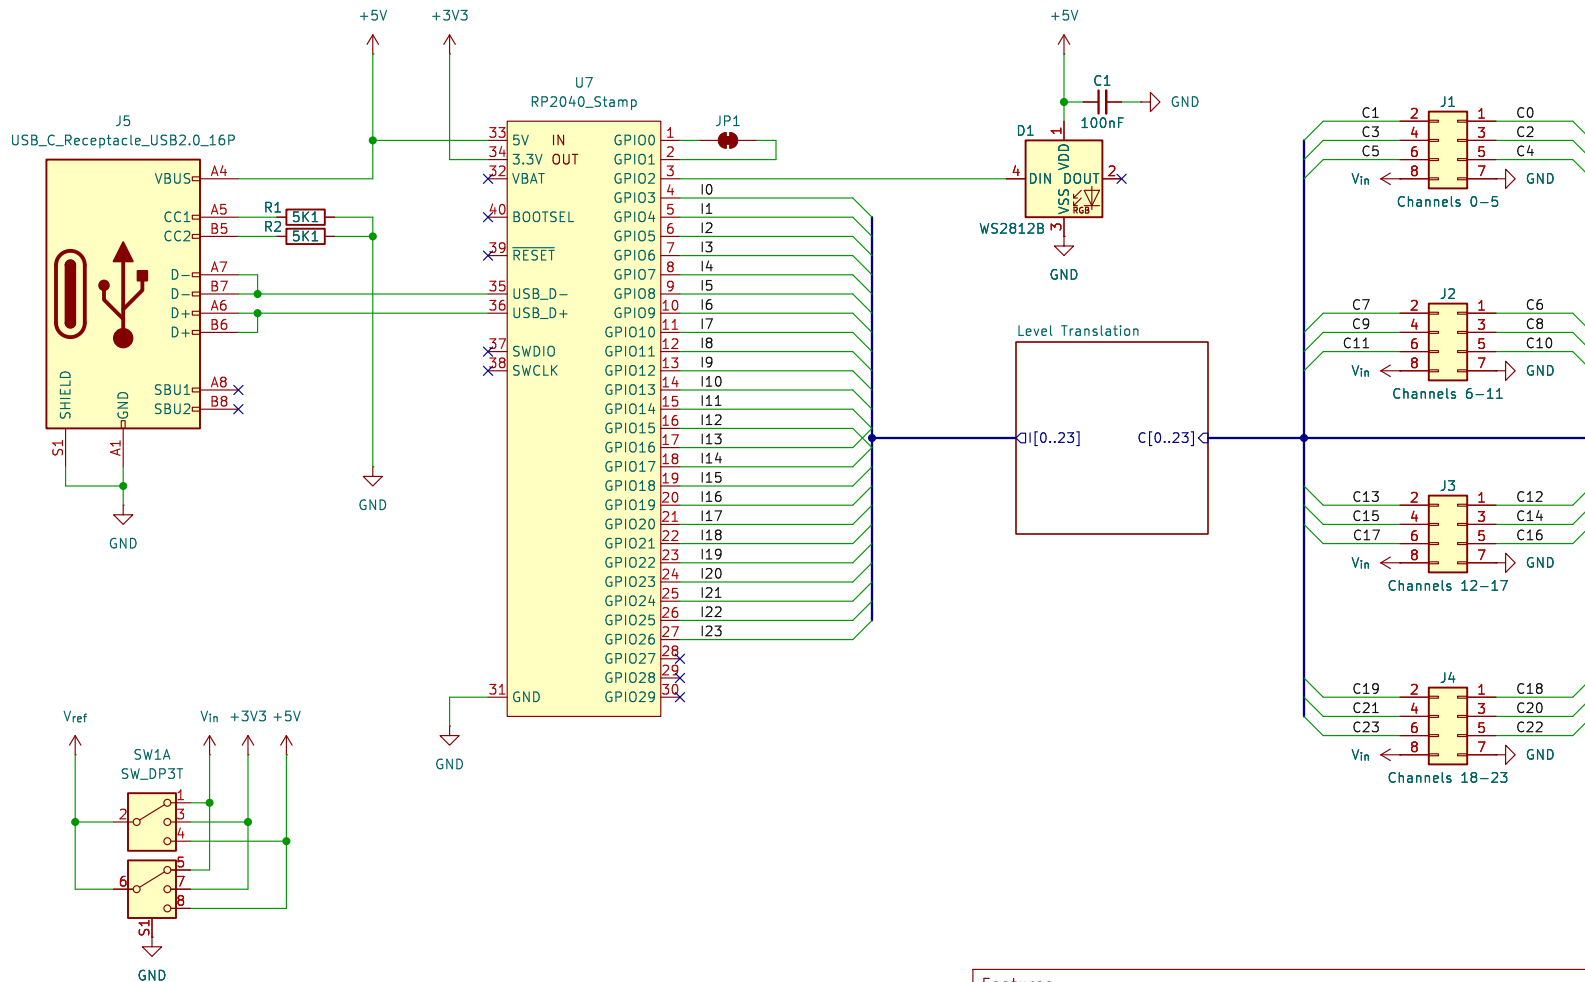 +5V
+3V3
+5V
U7
RP2040_Stamp
C1
GND
100nF
J5
USB_C_Receptacle_USB2.0_16P
VBUS A4
CC1 A5
CC2 B5
D- A7
D- B7
D+ A6
D+ B6
SBU1 A8
SBU2 B8
SHIELD
GND
S1
A1
GND
R1 5K1
R2 5K1
GND
33 5V IN
34 3.3V OUT
32 VBAT
40 BOOTSEL
39 RESET
35 USB_D-
36 USB_D+
37 SWDIO
38 SWCLK
31 GND
GND
JP1
GPIO0 1
GPIO1 2
GPIO2 3
GPIO3 4 I0
GPIO4 5 I1
GPIO5 6 I2
GPIO6 7 I3
GPIO7 8 I4
GPIO8 9 I5
GPIO9 10 I6
GPIO10 11 I7
GPIO11 12 I8
GPIO12 13 I9
GPIO13 14 I10
GPIO14 15 I11
GPIO15 16 I12
GPIO16 17 I13
GPIO17 18 I14
GPIO18 19 I15
GPIO19 20 I16
GPIO20 21 I17
GPIO21 22 I18
GPIO22 23 I19
GPIO23 24 I20
GPIO24 25 I21
GPIO25 26 I22
GPIO26 27 I23
GPIO27 28
GPIO28 29
GPIO29 30
D1
1
VDD
4 DIN DOUT 2
VSS
RGB
3
WS2812B
GND
Level Translation
I[0..23] C[0..23]
J1
C1 2 1 C0
C3 4 3 C2
C5 6 5 C4
Vin 8 7 GND
Channels 0-5
J2
C7 2 1 C6
C9 4 3 C8
C11 6 5 C10
Vin 8 7 GND
Channels 6-11
J3
C13 2 1 C12
C15 4 3 C14
C17 6 5 C16
Vin 8 7 GND
Channels 12-17
J4
C19 2 1 C18
C21 4 3 C20
C23 6 5 C22
Vin 8 7 GND
Channels 18-23
Vref Vin +3V3 +5V
SW1A
SW_DP3T
1
2 3
4
5
6 7
8
S1
GND